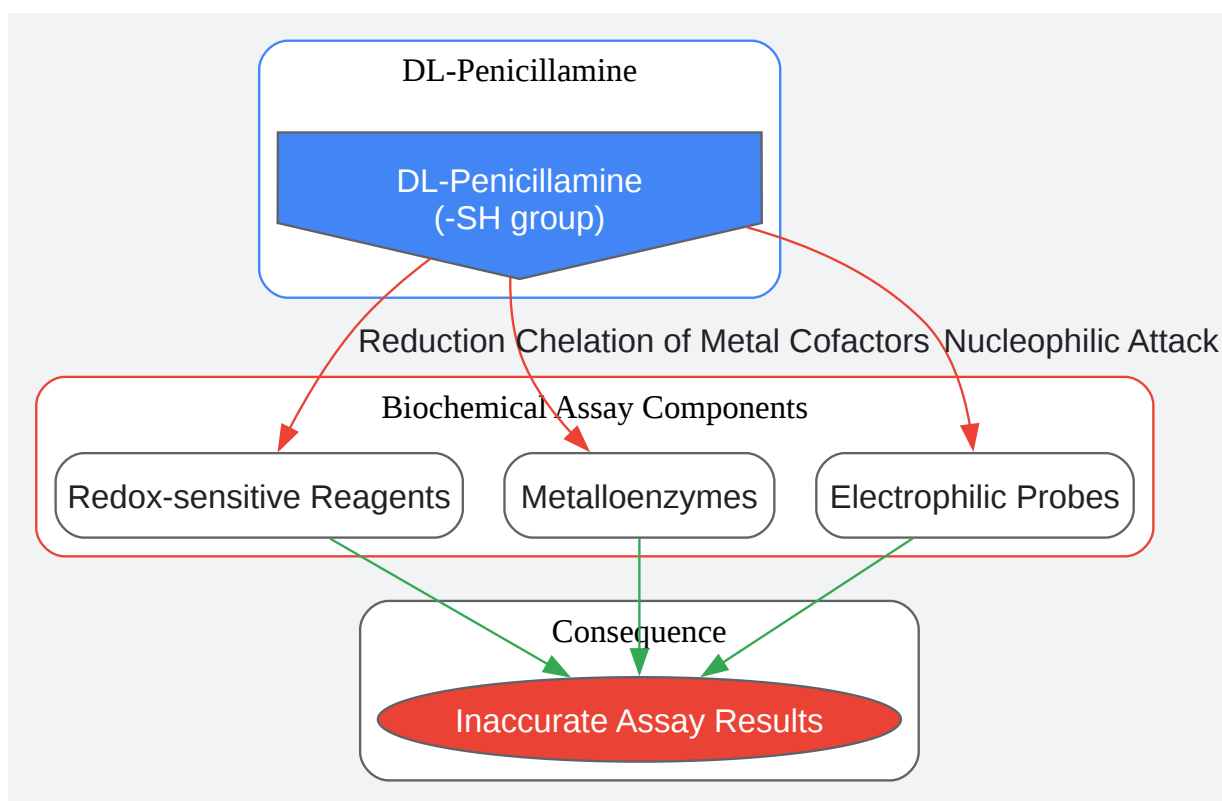 DL-Penicillamine
DL-Penicillamine
(-SH group)
Reduction
Chelation of Metal Cofactors
Nucleophilic Attack
Biochemical Assay Components
Redox-sensitive Reagents
Metalloenzymes
Electrophilic Probes
Consequence
Inaccurate Assay Results